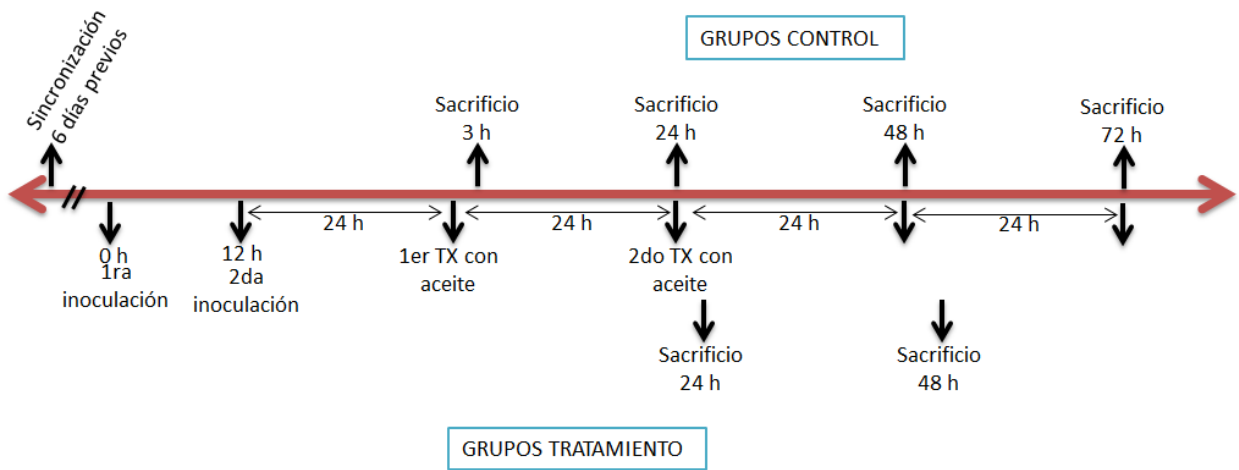 Sincronización
6 días previos
GRUPOS CONTROL
Sacrificio
3 h
Sacrificio
24 h
Sacrificio
48 h
Sacrificio
72 h
24 h
24 h
24 h
24 h
0 h
1ra
inoculación
12 h
2da
inoculación
1er TX con
aceite
2do TX con
aceite
Sacrificio
24 h
Sacrificio
48 h
GRUPOS TRATAMIENTO